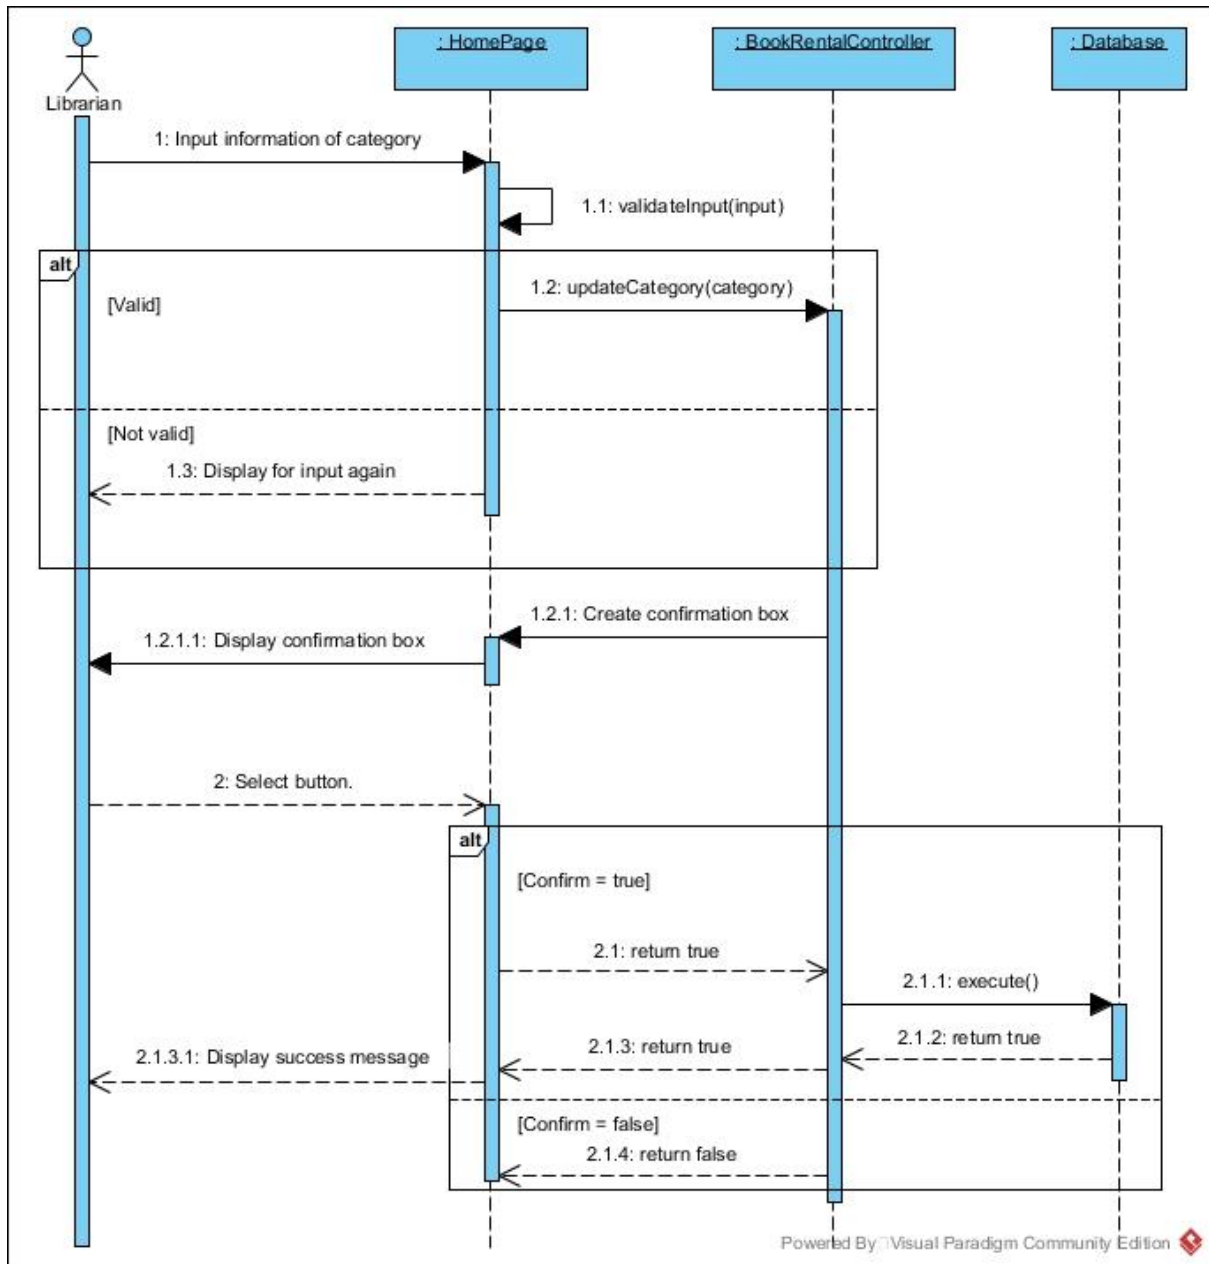 : HomePage
: BookRentalController
: Database
Librarian
1: Input information of category
1.1: validateInput(input)
alt
1.2: updateCategory(category)
[Valid]
[Not valid]
1.3: Display for input again
1.2.1: Create confirmation box
1.2.1.1: Display confirmation box
2: Select button.
alt
[Confirm = true]
2.1: return true
2.1.1: execute()
2.1.2: return true
2.1.3: return true
2.1.3.1: Display success message
[Confirm = false]
2.1.4: return false
Powered By Visual Paradigm Community Edition